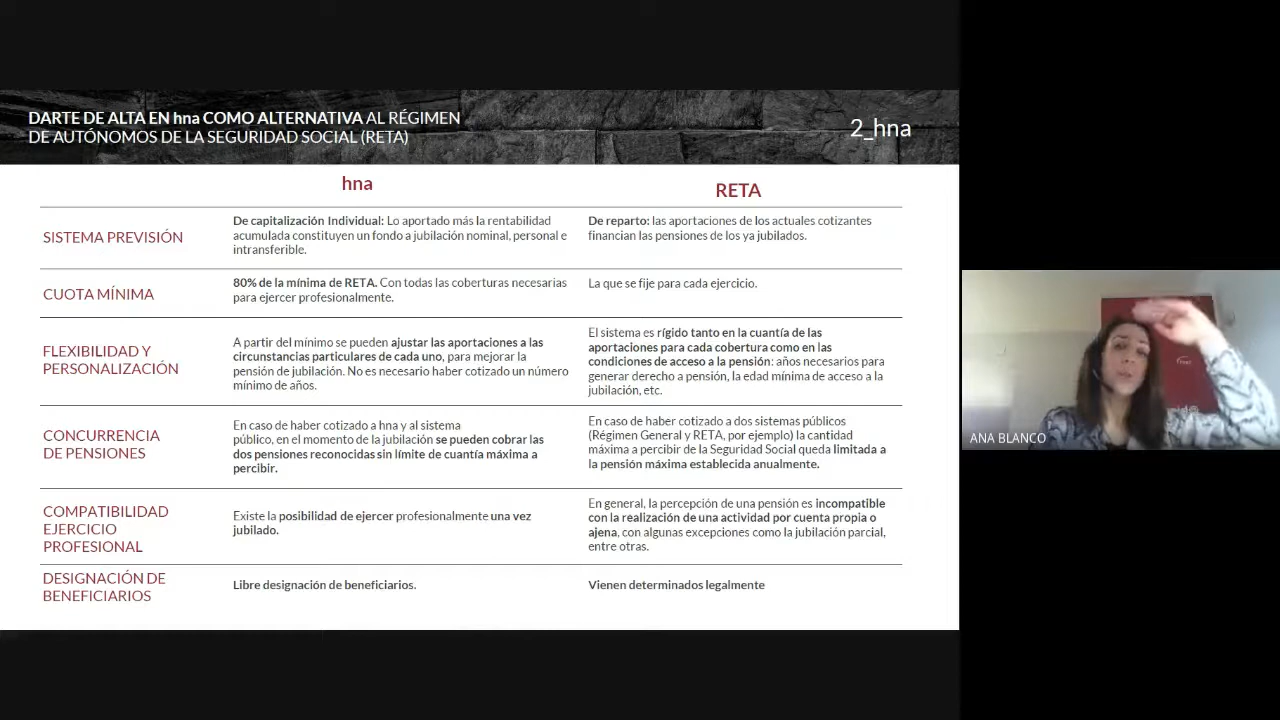 DARTE DE ALTA EN hna COMO ALTERNATIVA AL RÉGIMEN
DE AUTÓNOMOS DE LA SEGURIDAD SOCIAL (RETA)
2_hna
hna
RETA
SISTEMA PREVISIÓN
De capitalización Individual: Lo aportado más la rentabilidad
acumulada constituyen un fondo a jubilación nominal, personal e
intransferible.
De reparto: las aportaciones de los actuales cotizantes
financian las pensiones de los ya jubilados.
CUOTA MÍNIMA
80% de la mínima de RETA. Con todas las coberturas necesarias
para ejercer profesionalmente.
La que se fije para cada ejercicio.
FLEXIBILIDAD Y
PERSONALIZACIÓN
A partir del mínimo se pueden ajustar las aportaciones a las
circunstancias particulares de cada uno, para mejorar la
pensión de jubilación. No es necesario haber cotizado un número
mínimo de años.
El sistema es rígido tanto en la cuantía de las
aportaciones para cada cobertura como en las
condiciones de acceso a la pensión: años necesarios para
generar derecho a pensión, la edad mínima de acceso a la
jubilación, etc.
CONCURRENCIA
DE PENSIONES
En caso de haber cotizado a hna y al sistema
público, en el momento de la jubilación se pueden cobrar las
dos pensiones reconocidas sin límite de cuantía máxima a
percibir.
En caso de haber cotizado a dos sistemas públicos
(Régimen General y RETA, por ejemplo) la cantidad
máxima a percibir de la Seguridad Social queda limitada a
la pensión máxima establecida anualmente.
COMPATIBILIDAD
EJERCICIO
PROFESIONAL
Existe la posibilidad de ejercer profesionalmente una vez
jubilado.
En general, la percepción de una pensión es incompatible
con la realización de una actividad por cuenta propia o
ajena, con algunas excepciones como la jubilación parcial,
entre otras.
DESIGNACIÓN DE
BENEFICIARIOS
Libre designación de beneficiarios.
Vienen determinados legalmente
ANA BLANCO